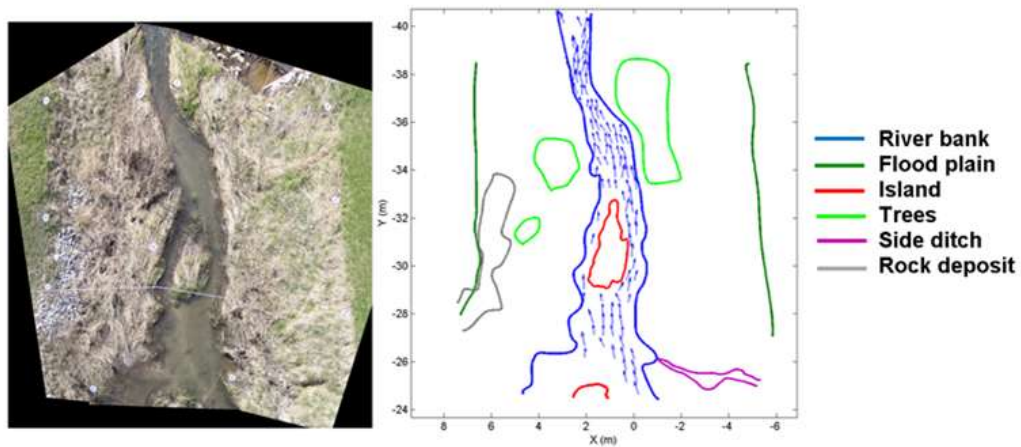 -40
-38
-36
-34
-32
-30
-28
-26
-24
Y (m)
8 6 4 2 0 -2 -4 -6
X (m)
River bank
Flood plain
Island
Trees
Side ditch
Rock deposit